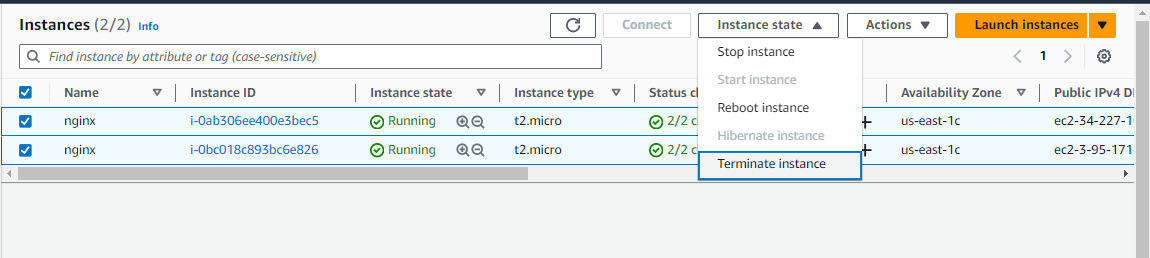 Instances (2/2) Info Connect Instance state Actions Launch instances
Find instance by attribute or tag (case-sensitive) 1
Stop instance
Start instance
Reboot instance
Hibernate instance
Terminate instance
Name Instance ID Instance state Instance type Status Availability Zone Public IPv4
nginx i-0ab306ee400e3bec5 Running t2.micro 2/2 us-east-1c ec2-34-227-1
nginx i-0bc018c893bc6e826 Running t2.micro 2/2 us-east-1c ec2-3-95-171